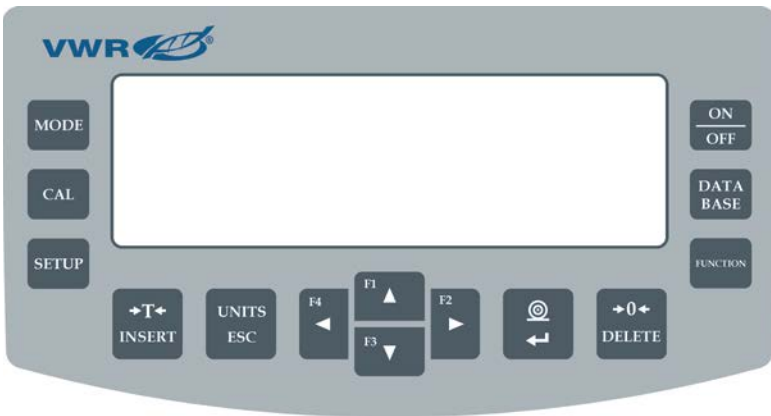 VWR®
MODE
ON
OFF
CAL
DATA
BASE
SETUP
FUNCTION
→T←
INSERT
UNITS
ESC
F4
F1
F3
F2
→0←
DELETE